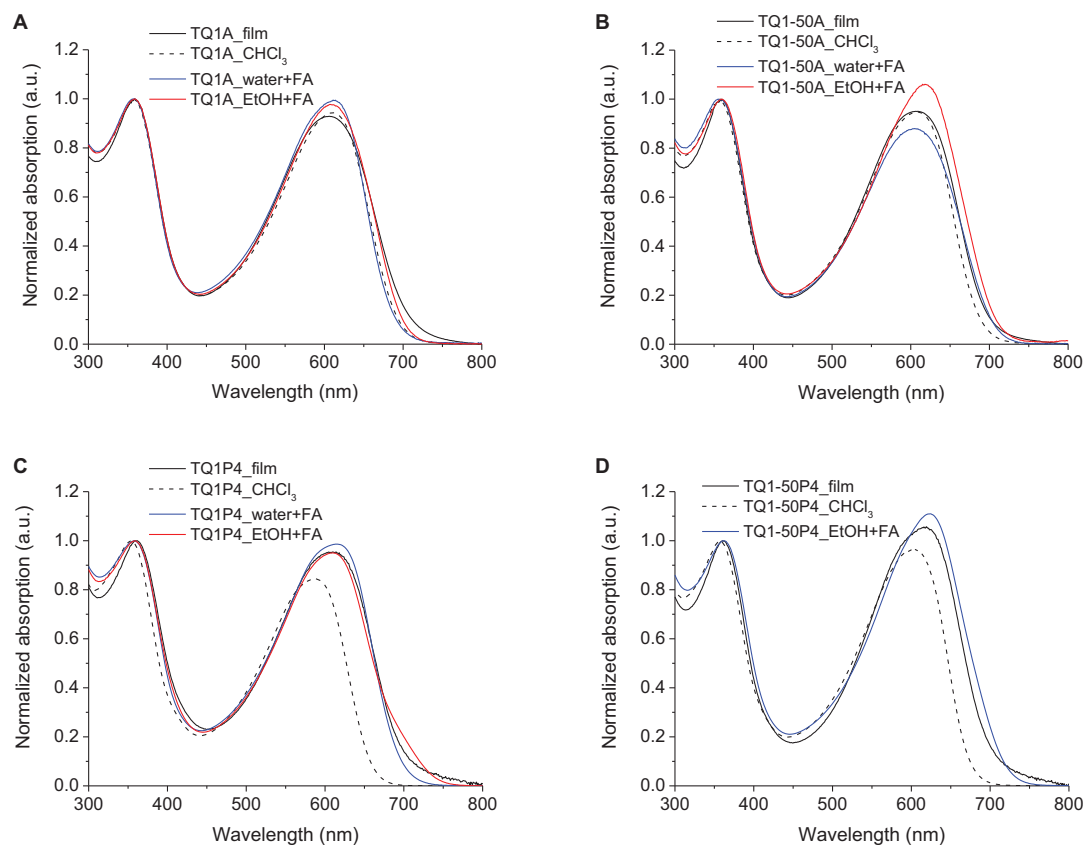 A
TQ1A_film
TQ1A_CHCl₃
TQ1A_water+FA
TQ1A_EtOH+FA
Normalized absorption (a.u.)
1.2
1.0
0.8
0.6
0.4
0.2
0.0
300 400 500 600 700 800
Wavelength (nm)
B
TQ1-50A_film
TQ1-50A_CHCl₃
TQ1-50A_water+FA
TQ1-50A_EtOH+FA
Normalized absorption (a.u.)
1.2
1.0
0.8
0.6
0.4
0.2
0.0
300 400 500 600 700 800
Wavelength (nm)
C
TQ1P4_film
TQ1P4_CHCl₃
TQ1P4_water+FA
TQ1P4_EtOH+FA
Normalized absorption (a.u.)
1.2
1.0
0.8
0.6
0.4
0.2
0.0
300 400 500 600 700 800
Wavelength (nm)
D
TQ1-50P4_film
TQ1-50P4_CHCl₃
TQ1-50P4_EtOH+FA
Normalized absorption (a.u.)
1.2
1.0
0.8
0.6
0.4
0.2
0.0
300 400 500 600 700 800
Wavelength (nm)